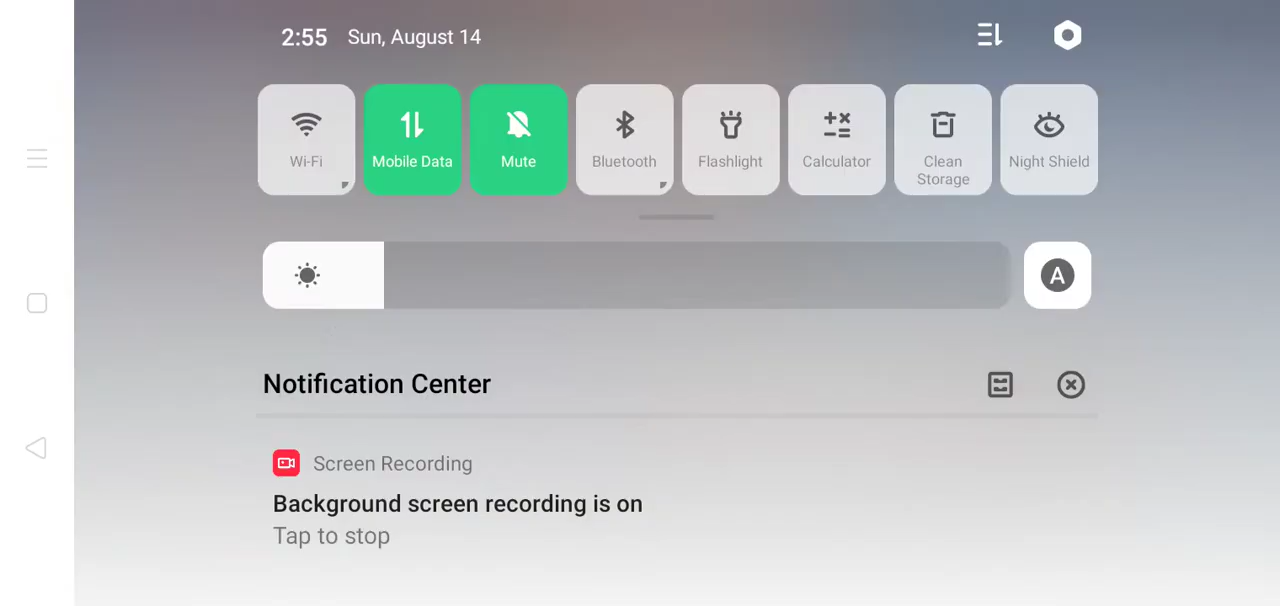 2:55 Sun, August 14
Wi-Fi Mobile Data Mute Bluetooth Flashlight Calculator Clean Storage Night Shield
A
Notification Center
Screen Recording
Background screen recording is on
Tap to stop